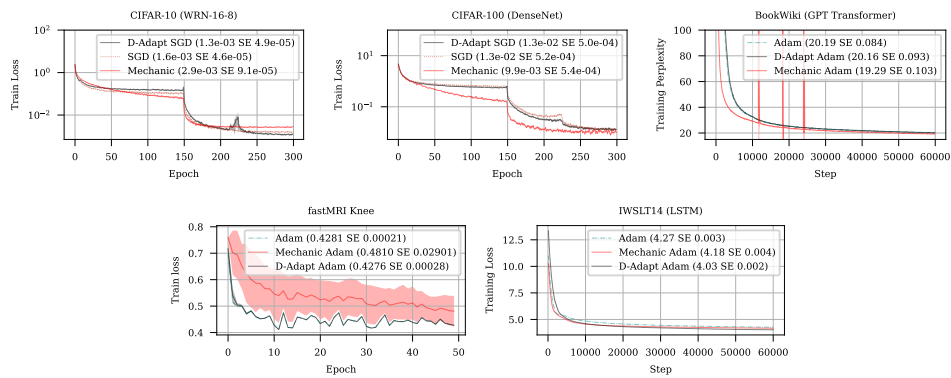 CIFAR-10 (WRN-16-8)
10²
10⁰
10⁻²
Train Loss
D-Adapt SGD (1.3e-03 SE 4.9e-05)
SGD (1.6e-03 SE 4.6e-05)
Mechanic (2.9e-03 SE 9.1e-05)
0 50 100 150 200 250 300
Epoch
CIFAR-100 (DenseNet)
10¹
10⁻¹
Train Loss
D-Adapt SGD (1.3e-02 SE 5.0e-04)
SGD (1.3e-02 SE 5.2e-04)
Mechanic (9.9e-03 SE 5.4e-04)
0 50 100 150 200 250 300
Epoch
BookWiki (GPT Transformer)
100
80
60
40
20
Training Perplexity
Adam (20.19 SE 0.084)
D-Adapt Adam (20.16 SE 0.093)
Mechanic Adam (19.29 SE 0.103)
0 10000 20000 30000 40000 50000 60000
Step
fastMRI Knee
0.8
0.7
0.6
0.5
0.4
Train loss
Adam (0.4281 SE 0.00021)
Mechanic Adam (0.4810 SE 0.02901)
D-Adapt Adam (0.4276 SE 0.00028)
0 10 20 30 40 50
Epoch
IWSLT14 (LSTM)
12.5
10.0
7.5
5.0
Training Loss
Adam (4.27 SE 0.003)
Mechanic Adam (4.18 SE 0.004)
D-Adapt Adam (4.03 SE 0.002)
0 10000 20000 30000 40000 50000 60000
Step